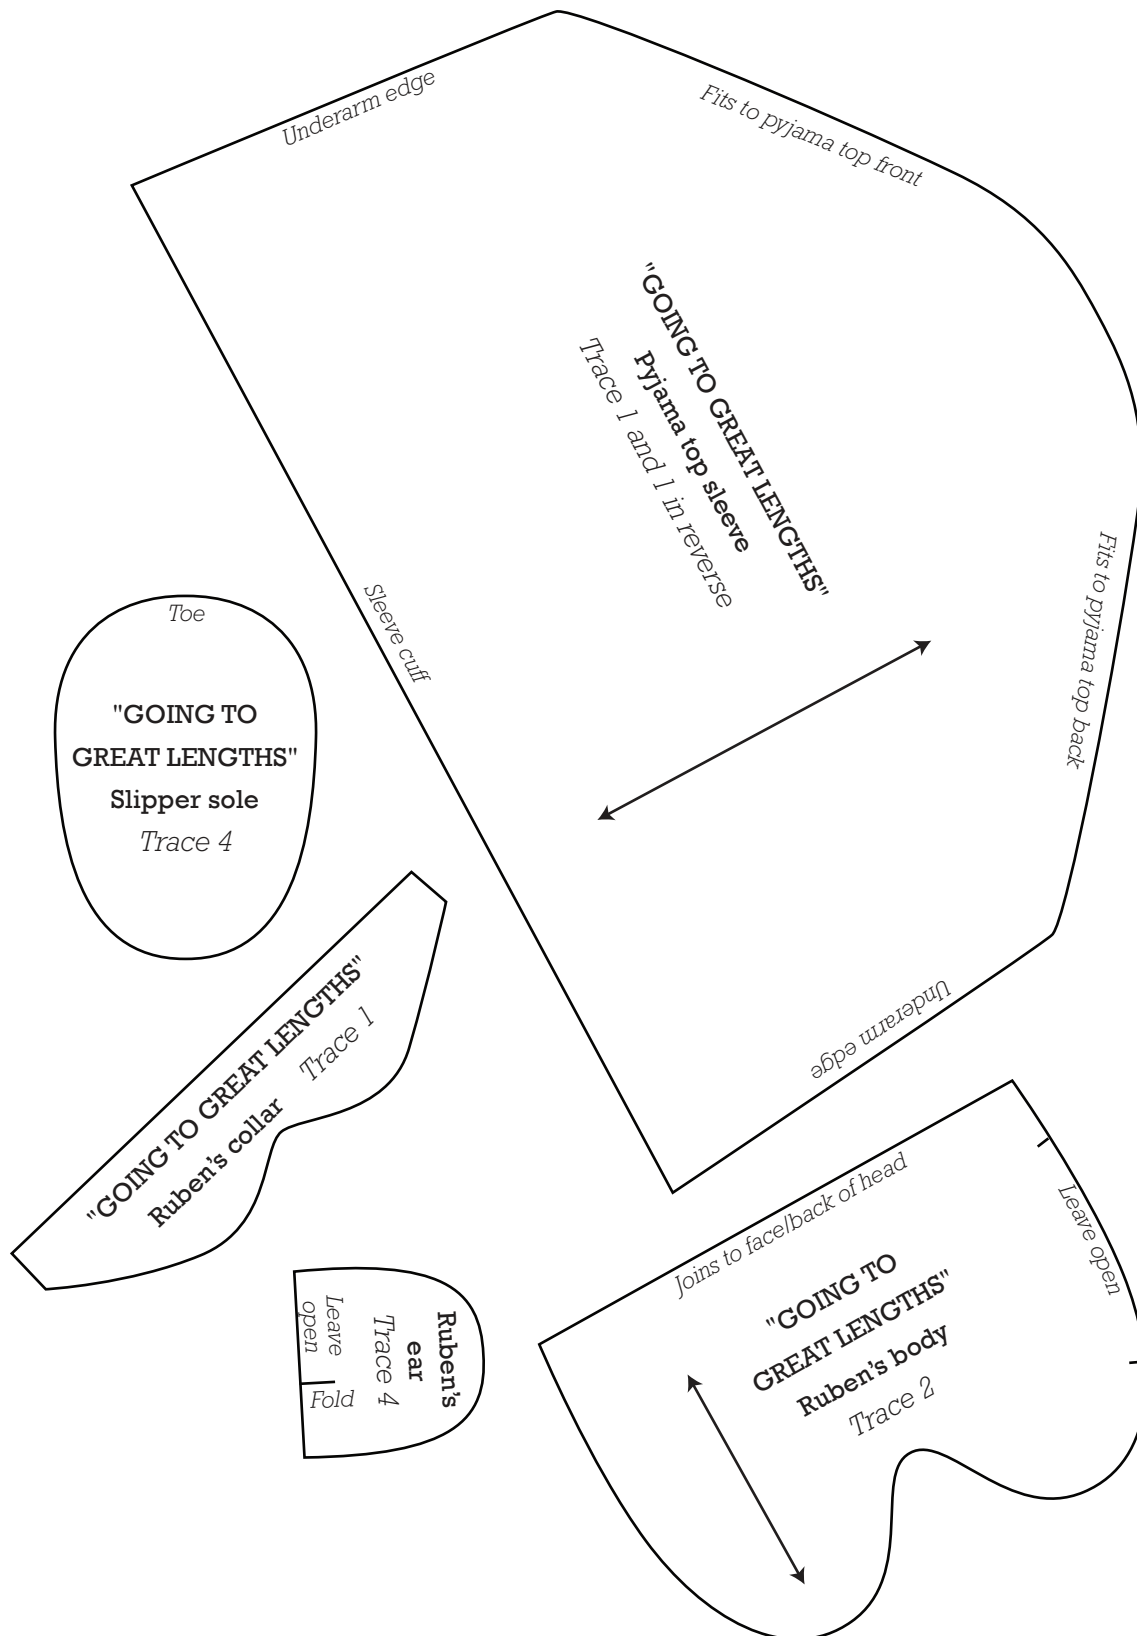 Underarm edge
Fits to pyjama top front
"GOING TO GREAT LENGTHS"
Pyjama top sleeve
Trace 1 and 1 in reverse
Sleeve cuff
Fits to pyjama top back
Underarm edge
Toe
"GOING TO
GREAT LENGTHS"
Slipper sole
Trace 4
"GOING TO GREAT LENGTHS"
Ruben's collar Trace 1
Ruben's
ear
Trace 4
Leave
open
Fold
Joins to face/back of head
Leave open
"GOING TO
GREAT LENGTHS"
Ruben's body
Trace 2